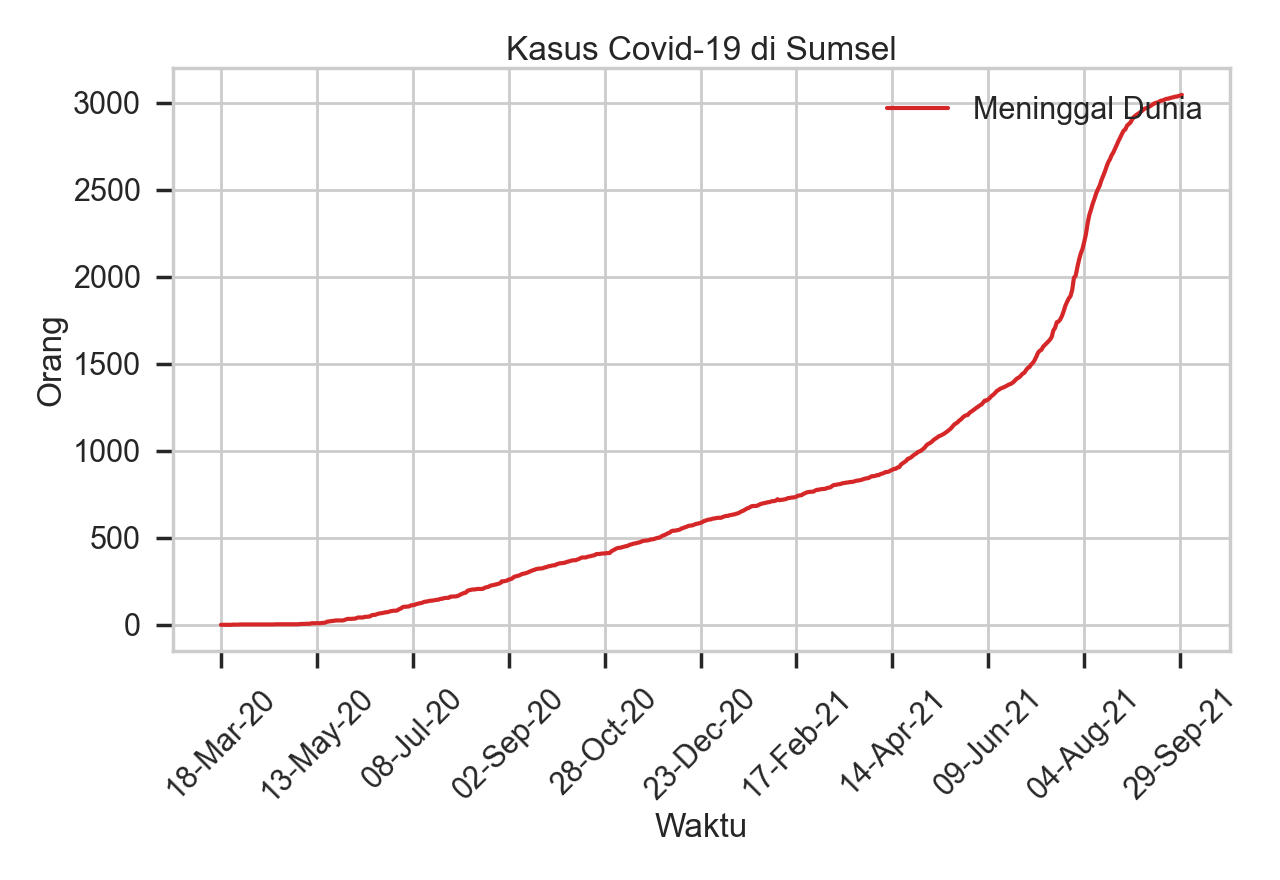 Kasus Covid-19 di Sumsel
Meninggal Dunia
3000
2500
2000
1500
1000
500
0
Orang
18-Mar-20
13-May-20
08-Jul-20
02-Sep-20
28-Oct-20
23-Dec-20
17-Feb-21
14-Apr-21
09-Jun-21
04-Aug-21
29-Sep-21
Waktu